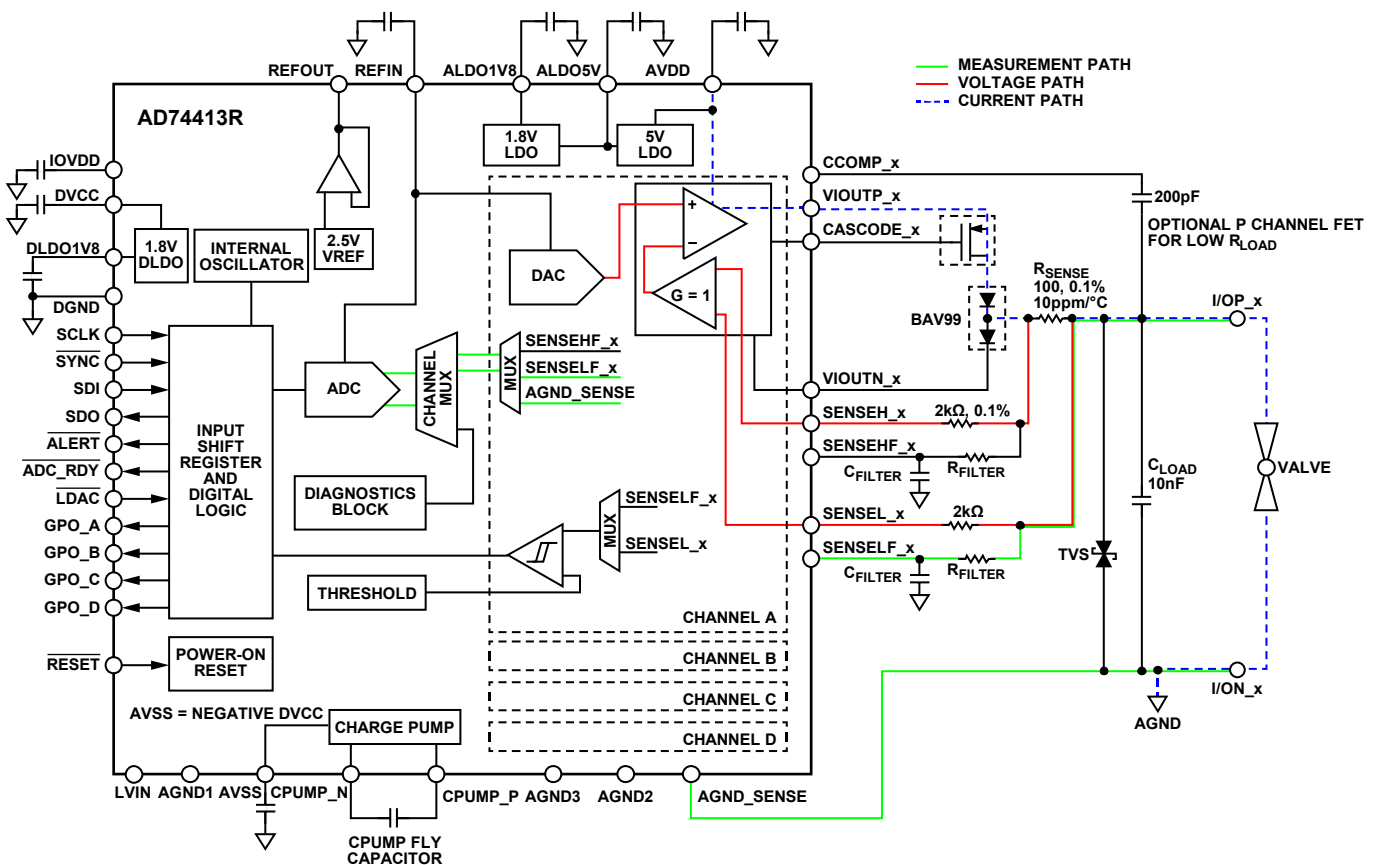 REFOUT
REFIN
ALDO1V8
ALDO5V
AVDD
MEASUREMENT PATH
VOLTAGE PATH
CURRENT PATH
AD74413R
IOVDD
DVCC
DLDO1V8
DGND
SCLK
SYNC
SDI
SDO
ALERT
ADC_RDY
LDAC
GPO_A
GPO_B
GPO_C
GPO_D
RESET
1.8V
DLDO
INTERNAL
OSCILLATOR
2.5V
VREF
1.8V
LDO
5V
LDO
INPUT
SHIFT
REGISTER
AND
DIGITAL
LOGIC
POWER-ON
RESET
ADC
CHANNEL
MUX
DIAGNOSTICS
BLOCK
THRESHOLD
DAC
+
–
G = 1
MUX
SENSEHF_x
SENSELF_x
AGND_SENSE
MUX
SENSELF_x
SENSEL_x
CHANNEL A
CHANNEL B
CHANNEL C
CHANNEL D
AVSS = NEGATIVE DVCC
CHARGE PUMP
CCOMP_x
VIOUTP_x
CASCODE_x
VIOUTN_x
SENSEH_x
SENSEHF_x
SENSEL_x
SENSELF_x
200pF
OPTIONAL P CHANNEL FET
FOR LOW RLOAD
RSENSE
100, 0.1%
10ppm/°C
BAV99
I/OP_x
2kΩ, 0.1%
CFILTER
RFILTER
2kΩ
CFILTER
RFILTER
TVS
CLOAD
10nF
VALVE
I/ON_x
AGND
LVIN
AGND1
AVSS
CPUMP_N
CPUMP_P
AGND3
AGND2
AGND_SENSE
CPUMP FLY
CAPACITOR